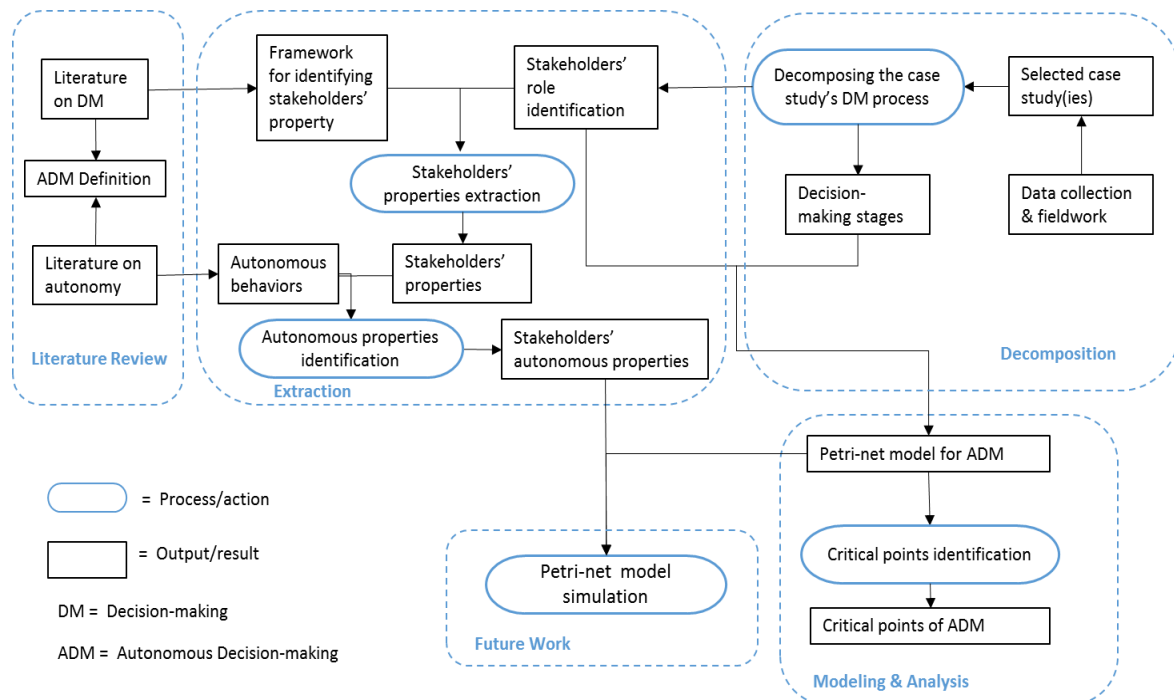 Literature
on DM
ADM Definition
Literature on
autonomy
Literature Review
Framework
for identifying
stakeholders'
property
Stakeholders'
role
identification
Stakeholders'
properties extraction
Autonomous
behaviors
Stakeholders'
properties
Autonomous properties
identification
Stakeholders'
autonomous properties
Extraction
Decomposing the case
study's DM process
Selected case
study(ies)
Decision-
making stages
Data collection
& fieldwork
Decomposition
Petri-net model for ADM
Critical points identification
Critical points of ADM
Modeling & Analysis
Petri-net model
simulation
Future Work
= Process/action
= Output/result
DM = Decision-making
ADM = Autonomous Decision-making